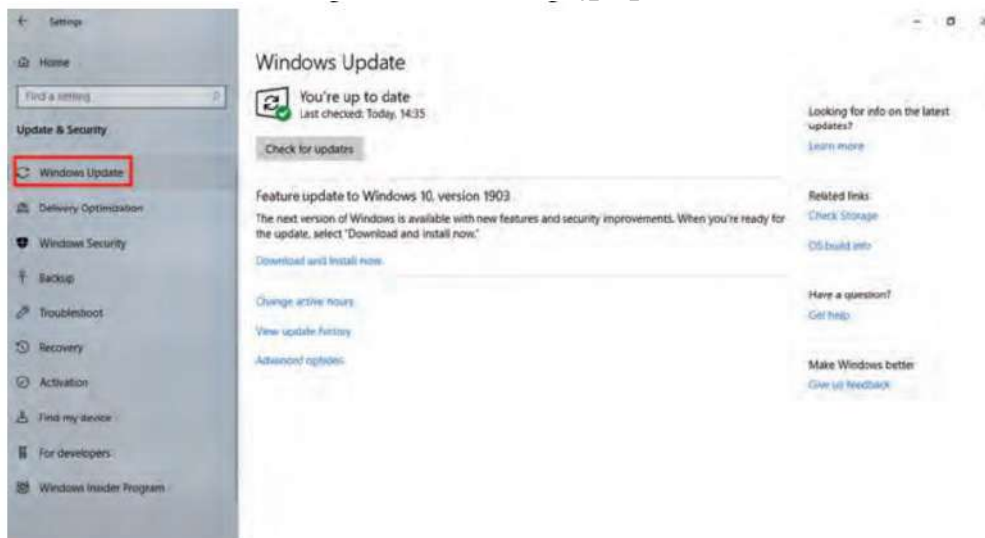 Settings
Home
Find a setting
Update & Security
Windows Update
Delivery Optimization
Windows Security
Backup
Troubleshoot
Recovery
Activation
Find my device
For developers
Windows Insider Program
Windows Update
You're up to date
Last checked: Today, 14:35
Check for updates
Feature update to Windows 10, version 1903
The next version of Windows is available with new features and security improvements. When you're ready for
the update, select "Download and install now."
Download and install now
Change active hours
View update history
Advanced options
Looking for info on the latest
updates?
Learn more
Related links
Check Storage
OS build info
Have a question?
Get help
Make Windows better
Give us feedback